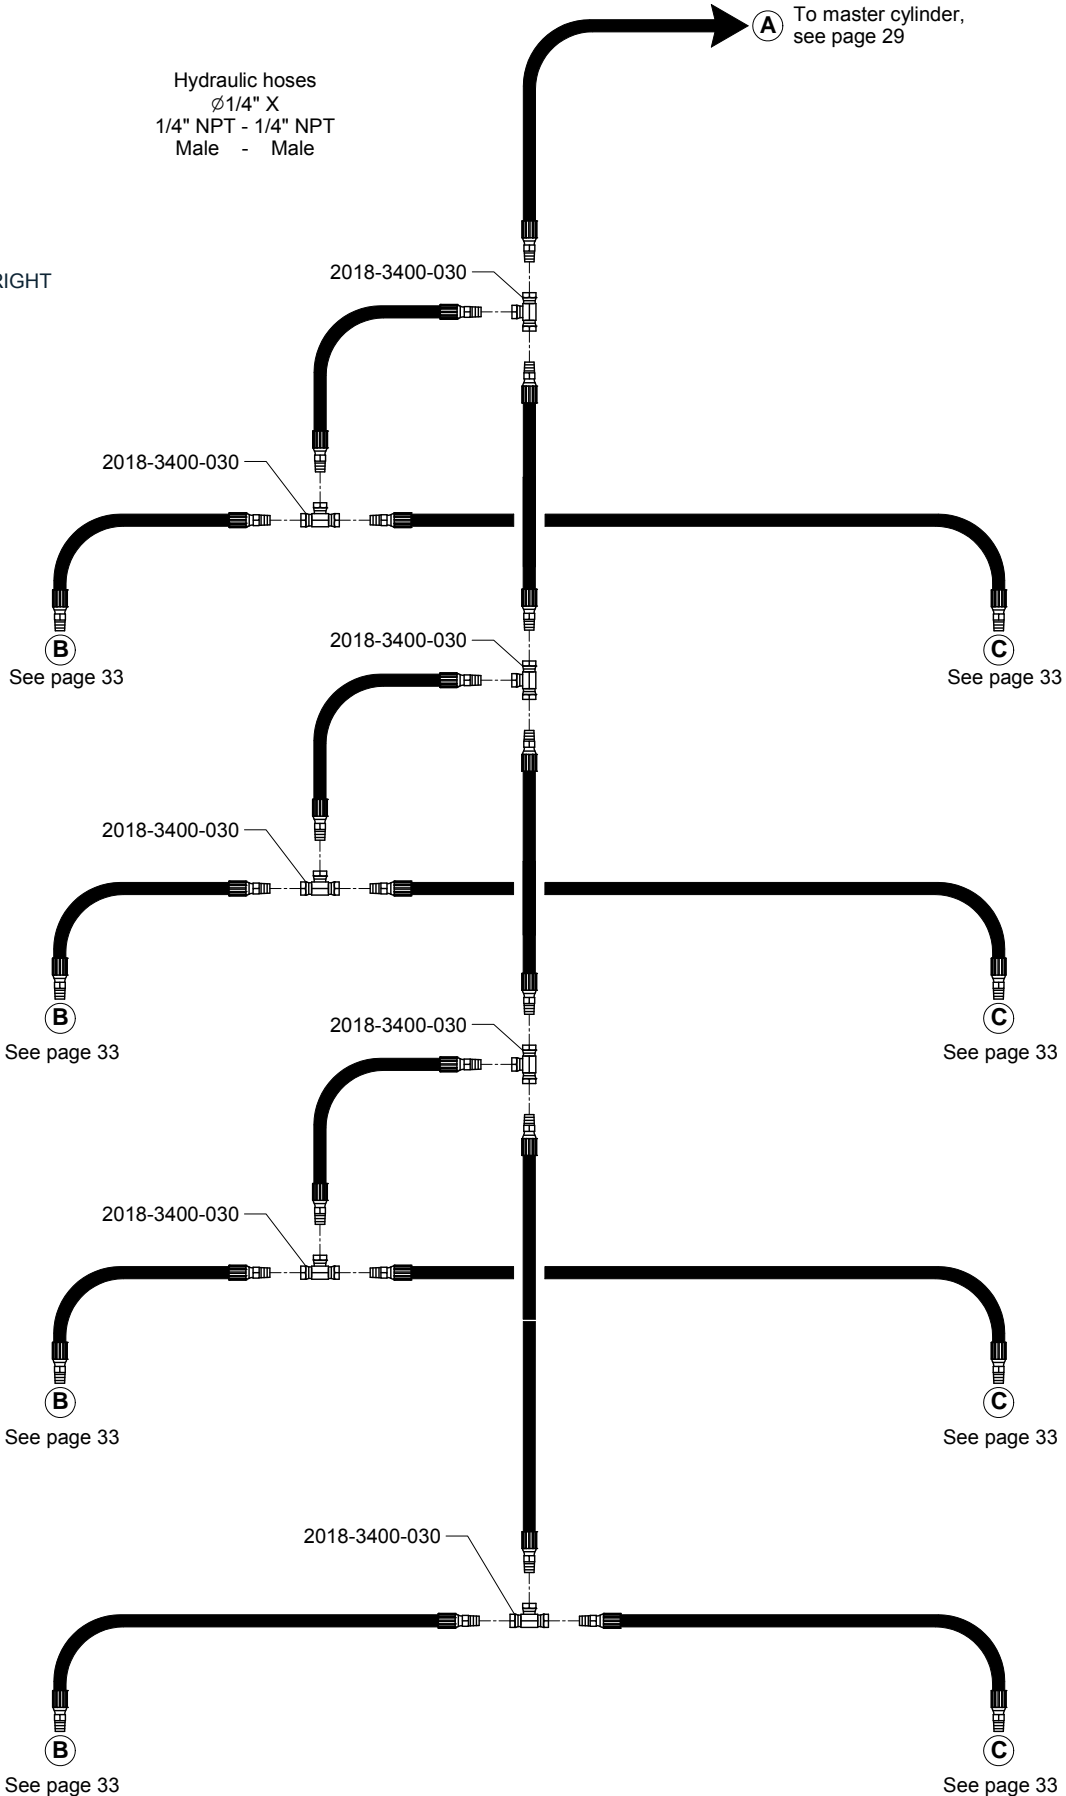 A
To master cylinder,
see page 29
Hydraulic hoses
∅1/4" X
1/4" NPT - 1/4" NPT
Male - Male
2018-3400-030
RIGHT
2018-3400-030
B
See page 33
C
See page 33
2018-3400-030
2018-3400-030
B
See page 33
C
See page 33
2018-3400-030
2018-3400-030
B
See page 33
C
See page 33
2018-3400-030
B
See page 33
C
See page 33